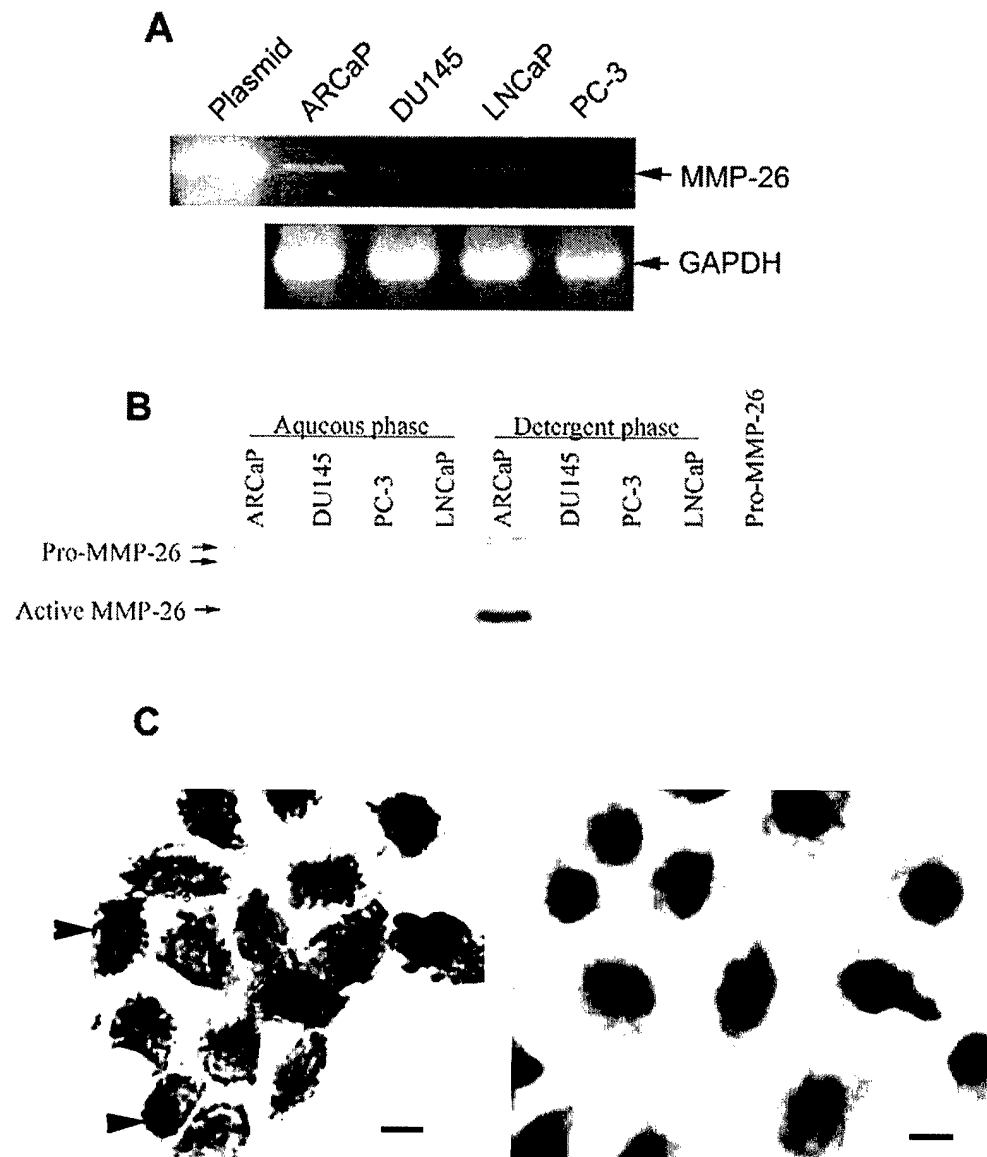 A
Plasmid ARCaP DU145 LNCaP PC-3
MMP-26
GAPDH
B
Aqueous phase Detergent phase
ARCaP DU145 PC-3 LNCaP ARCaP DU145 PC-3 LNCaP Pro-MMP-26
Pro-MMP-26
Active MMP-26
C